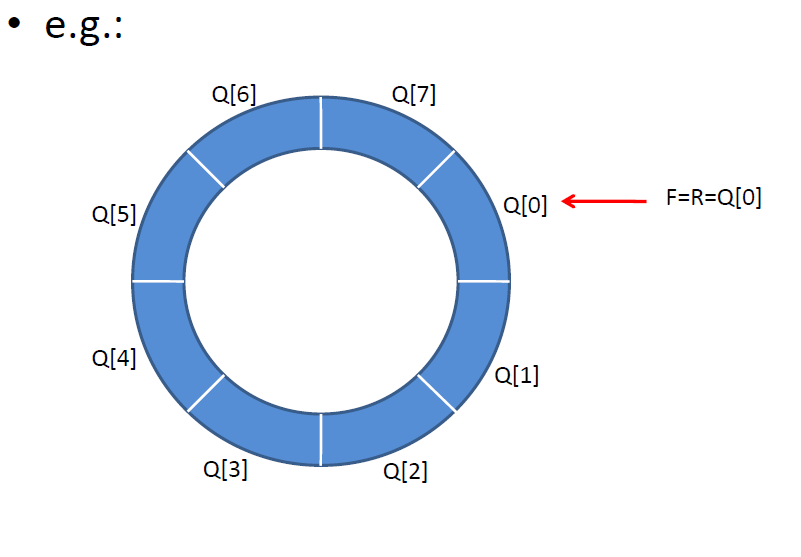 • e.g.:
Q[6]
Q[7]
Q[5]
Q[0]
F=R=Q[0]
Q[4]
Q[1]
Q[3]
Q[2]